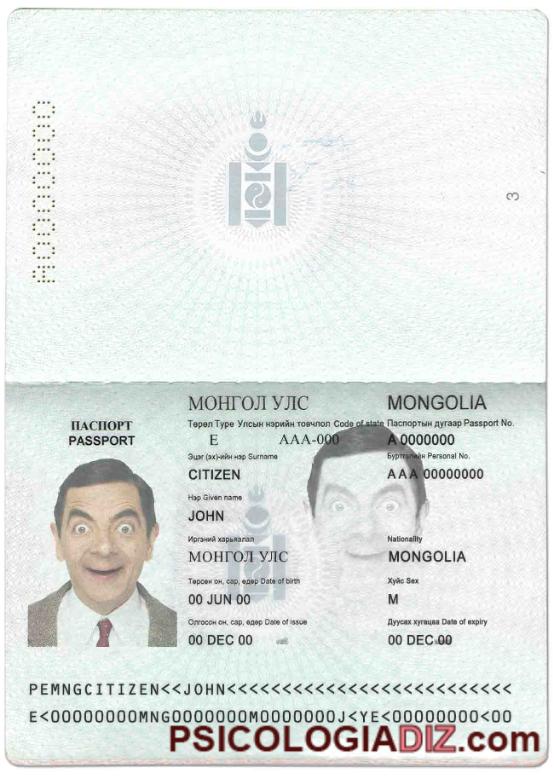 A0000000
3
МОНГОЛ УЛС MONGOLIA
ПАСПОРТ
PASSPORT
Төрөл Type Улсын нэрийн товчлол Code of state Паспортын дугаар Passport No.
E AAA-000 A 0000000
Эцэг (эх)-ийн нэр Surname Бүртгэлийн Personal No.
CITIZEN AAA 00000000
Нэр Given name
JOHN
Иргэний харьяалал Nationality
МОНГОЛ УЛС MONGOLIA
Төрсөн он, сар, өдөр Date of birth Хүйс Sex
00 JUN 00 M
Олгосон он, сар, өдөр Date of issue Дуусах хугацаа Date of expiry
00 DEC 00 00 DEC 00
PEMNGCITIZEN<<JOHN<<<<<<<<<<<<<<<<<<<<<<<<<<
E<00000000MNG0000000M0000000J<YE<00000000<00
PSICOLOGIADIZ.com